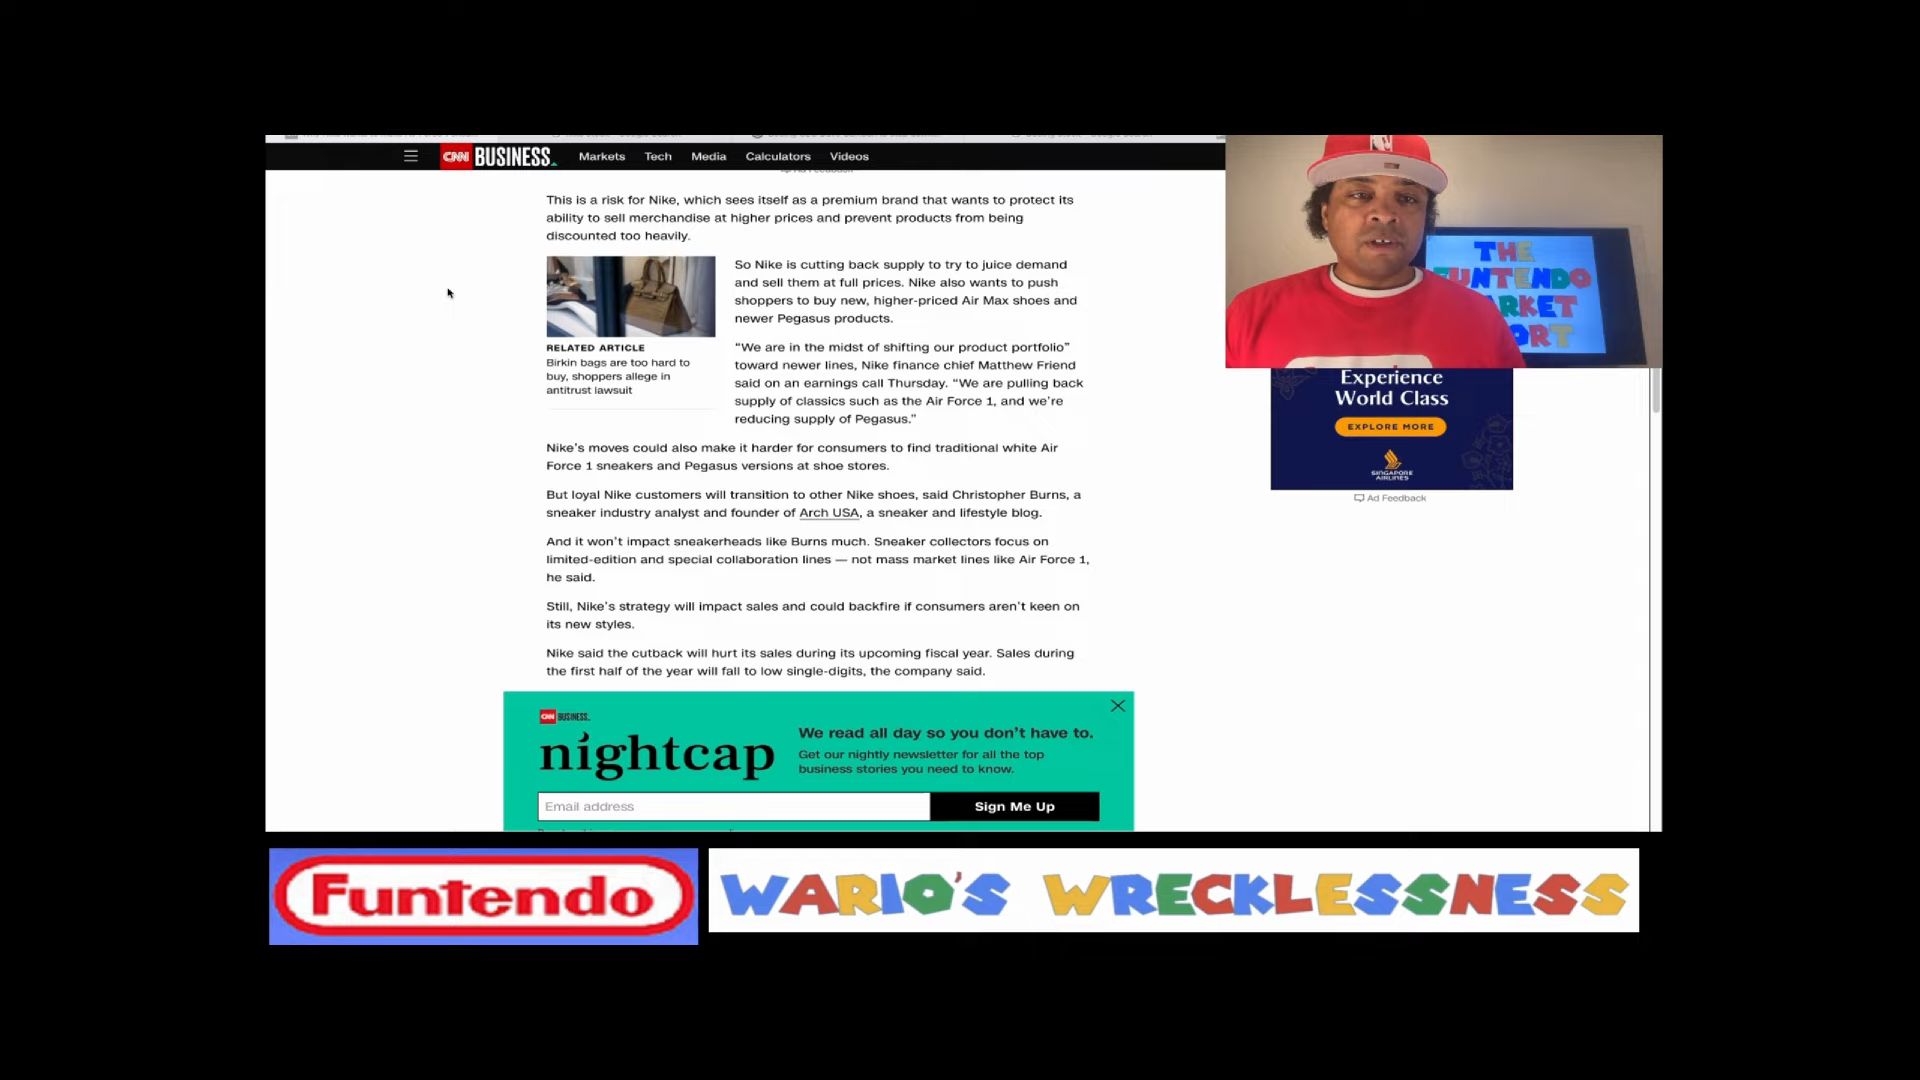 CNN BUSINESS
Markets Tech Media Calculators Videos
This is a risk for Nike, which sees itself as a premium brand that wants to protect its
ability to sell merchandise at higher prices and prevent products from being
discounted too heavily.
So Nike is cutting back supply to try to juice demand
and sell them at full prices. Nike also wants to push
shoppers to buy new, higher-priced Air Max shoes and
newer Pegasus products.
RELATED ARTICLE
Birkin bags are too hard to
buy, shoppers allege in
antitrust lawsuit
“We are in the midst of shifting our product portfolio”
toward newer lines, Nike finance chief Matthew Friend
said on an earnings call Thursday. “We are pulling back
supply of classics such as the Air Force 1, and we’re
reducing supply of Pegasus.”
Nike’s moves could also make it harder for consumers to find traditional white Air
Force 1 sneakers and Pegasus versions at shoe stores.
But loyal Nike customers will transition to other Nike shoes, said Christopher Burns, a
sneaker industry analyst and founder of Arch USA, a sneaker and lifestyle blog.
And it won’t impact sneakerheads like Burns much. Sneaker collectors focus on
limited-edition and special collaboration lines — not mass market lines like Air Force 1,
he said.
Still, Nike’s strategy will impact sales and could backfire if consumers aren’t keen on
its new styles.
Nike said the cutback will hurt its sales during its upcoming fiscal year. Sales during
the first half of the year will fall to low single-digits, the company said.
CNN BUSINESS
nightcap
We read all day so you don’t have to.
Get our nightly newsletter for all the top
business stories you need to know.
Email address
Sign Me Up
THE
UNTENDO
RKET
ORT
Experience
World Class
EXPLORE MORE
SINGAPORE
AIRLINES
Ad Feedback
Funtendo
WARIO'S WRECKLESSNESS